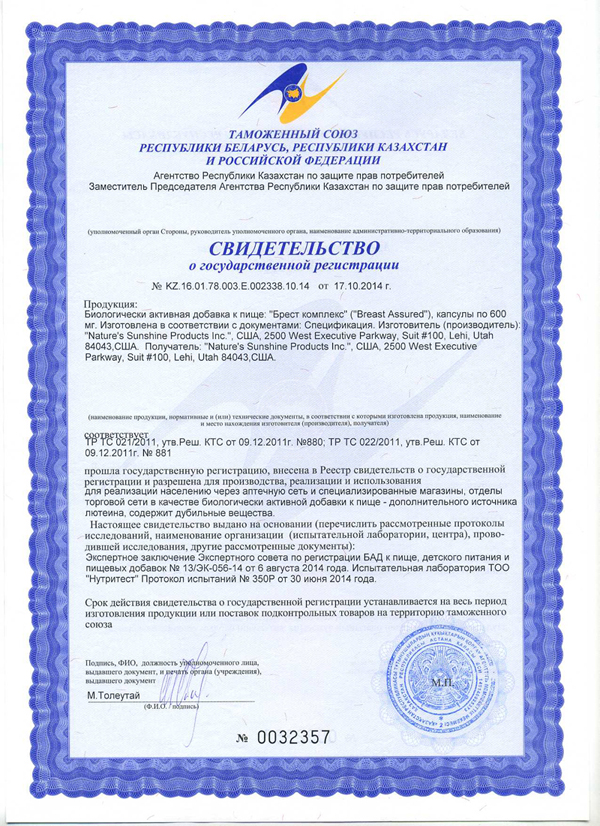 ТАМОЖЕННЫЙ СОЮЗ
РЕСПУБЛИКИ БЕЛАРУСЬ, РЕСПУБЛИКИ КАЗАХСТАН
И РОССИЙСКОЙ ФЕДЕРАЦИИ
Агентство Республики Казахстан по защите прав потребителей
Заместитель Председателя Агентства Республики Казахстан по защите прав потребителей
(уполномоченный орган Стороны, руководитель уполномоченного органа, наименование административно-территориального образования)
СВИДЕТЕЛЬСТВО
о государственной регистрации
№ KZ.16.01.78.003.E.002338.10.14 от 17.10.2014 г.
Продукция:
Биологически активная добавка к пище: "Брест комплекс" ("Breast Assured"), капсулы по 600
мг. Изготовлена в соответствии с документами: Спецификация. Изготовитель (производитель):
"Nature's Sunshine Products Inc.", США, 2500 West Executive Parkway, Suit #100, Lehi, Utah
84043,США. Получатель: "Nature's Sunshine Products Inc.", США, 2500 West Executive
Parkway, Suit #100, Lehi, Utah 84043,США.
(наименование продукции, нормативные и (или) технические документы, в соответствии с которыми изготовлена продукция, наименование
и место нахождения изготовителя (производителя), получателя)
соответствует
ТР ТС 021/2011, утв.Реш. КТС от 09.12.2011г. №880; ТР ТС 022/2011, утв.Реш. КТС от
09.12.2011г. № 881
прошла государственную регистрацию, внесена в Реестр свидетельств о государственной
регистрации и разрешена для производства, реализации и использования
для реализации населению через аптечную сеть и специализированные магазины, отделы
торговой сети в качестве биологически активной добавки к пище - дополнительного источника
лютеина, содержит дубильные вещества.
Настоящее свидетельство выдано на основании (перечислить рассмотренные протоколы
исследований, наименование организации (испытательной лаборатории, центра), прово-
дившей исследования, другие рассмотренные документы):
Экспертное заключение Экспертного совета по регистрации БАД к пище, детского питания и
пищевых добавок № 13/ЭК-056-14 от 6 августа 2014 года. Испытательная лаборатория ТОО
"Нутритест" Протокол испытаний № 350Р от 30 июня 2014 года.
Срок действия свидетельства о государственной регистрации устанавливается на весь период
изготовления продукции или поставок подконтрольных товаров на территорию таможенного
союза
Подпись, ФИО, должность уполномоченного лица,
выдавшего документ, и печать органа (учреждения),
выдавшего документ
М.Толеутай
(Ф.И.О./ подпись)
М.П.
№ 0032357